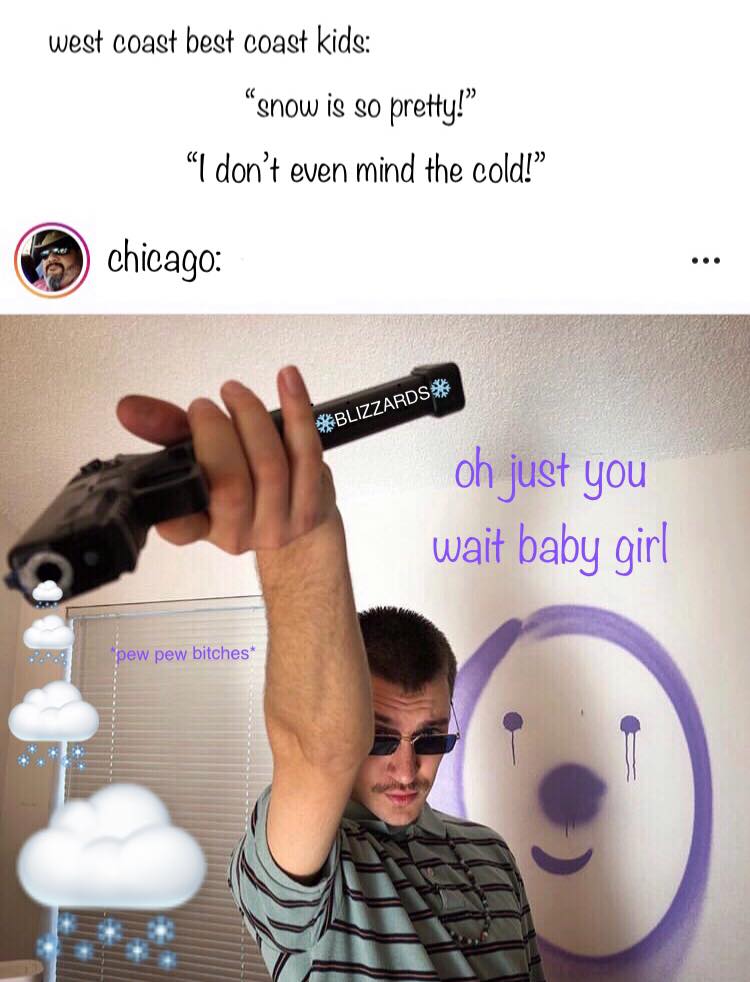 west coast best coast kids:
“snow is so pretty!”
“I don’t even mind the cold!”
chicago:
❄BLIZZARDS❄
oh just you
wait baby girl
*pew pew bitches*